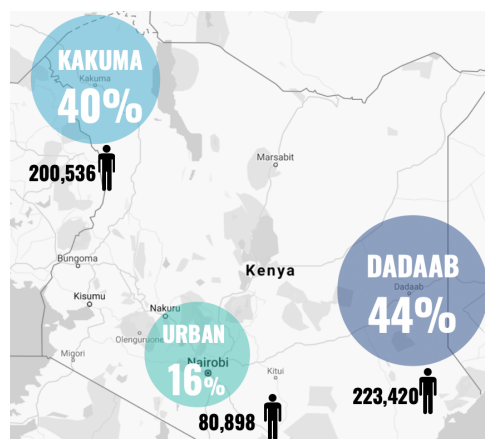 KAKUMA
Kakuma
40%
200,536
Marsabit
Bungoma
Kenya
DADAAB
Dadaab
44%
Kisumu
Nakuru
URBAN
Olenguruone
Migori
Nairobi
16%
Kitui
223,420
80,898